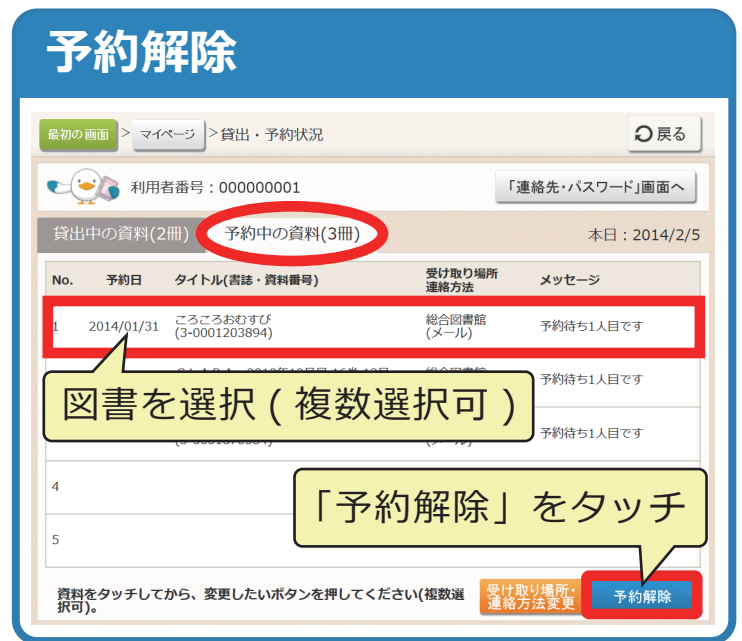 予約解除
最初の画面 > マイページ >貸出・予約状況 戻る
利用者番号：000000001 「連絡先・パスワード」画面へ
貸出中の資料(2冊) 予約中の資料(3冊) 本日：2014/2/5
No. 予約日 タイトル(書誌・資料番号) 受け取り場所 連絡方法 メッセージ
1 2014/01/31 ころころおむすび 総合図書館 予約待ち1人目です
(3-0001203894) (メール)
予約待ち1人目です
図書を選択(複数選択可)
予約待ち1人目です
4
「予約解除」をタッチ
5
資料をタッチしてから、変更したいボタンを押してください(複数選
択可)。
受け取り場所・
連絡方法変更
予約解除